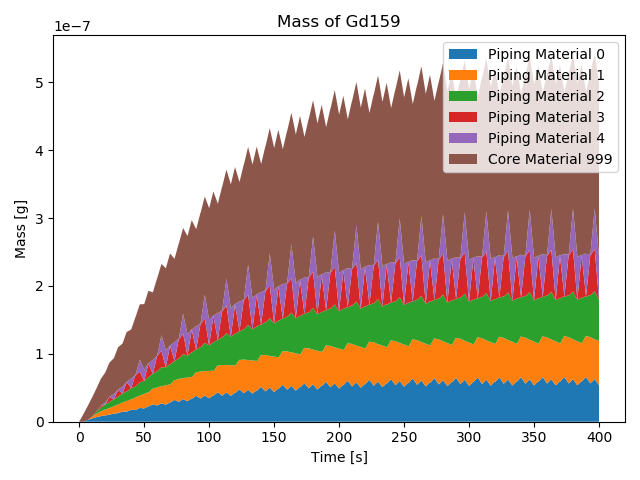 Mass of Gd159
1e−7
Piping Material 0
Piping Material 1
Piping Material 2
Piping Material 3
Piping Material 4
Core Material 999
Mass [g]
5
4
3
2
1
0
0
50
100
150
200
250
300
350
400
Time [s]